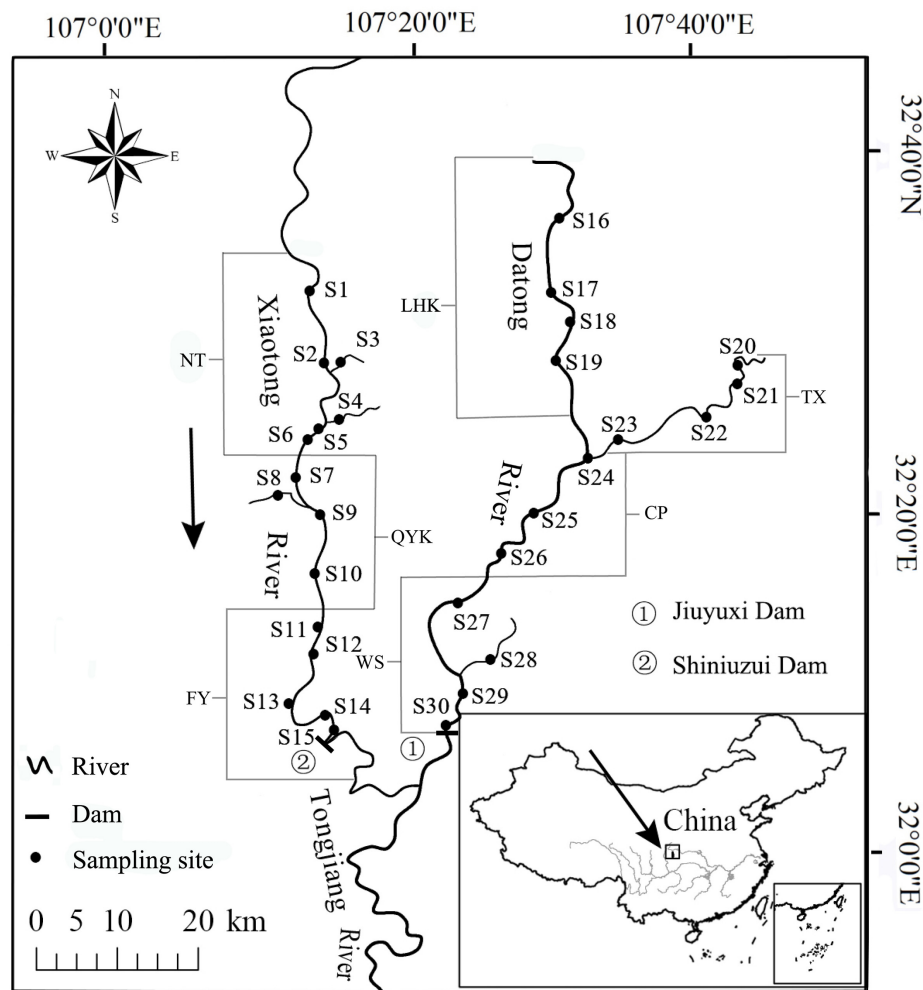 107°0'0"E
107°20'0"E
107°40'0"E
N
W
E
S
32°40'0"N
32°20'0"E
32°0'0"E
S16
Datong
S1
Xiaotong
LHK
S17
S18
S3
S2
NT
S19
S20
S21
TX
S4
S22
S5
S6
S23
S24
S7
S8
River
S9
S25
CP
QYK
River
S26
S10
S27
① Jiuyuxi Dam
S11
S12
WS
S28
② Shiniuzui Dam
FY
S13
S29
S14
S30
S15
①
②
River
Dam
Sampling site
Tongjiang
River
China
0 5 10 20 km